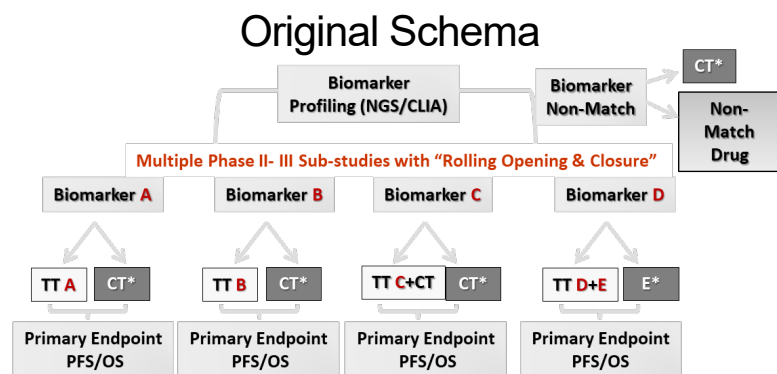 Original Schema
Biomarker
Profiling (NGS/CLIA)
Biomarker
Non-Match
CT*
Non-
Match
Drug
Multiple Phase II- III Sub-studies with “Rolling Opening & Closure”
Biomarker A
Biomarker B
Biomarker C
Biomarker D
TT A
CT*
TT B
CT*
TT C+CT
CT*
TT D+E
E*
Primary Endpoint
PFS/OS
Primary Endpoint
PFS/OS
Primary Endpoint
PFS/OS
Primary Endpoint
PFS/OS